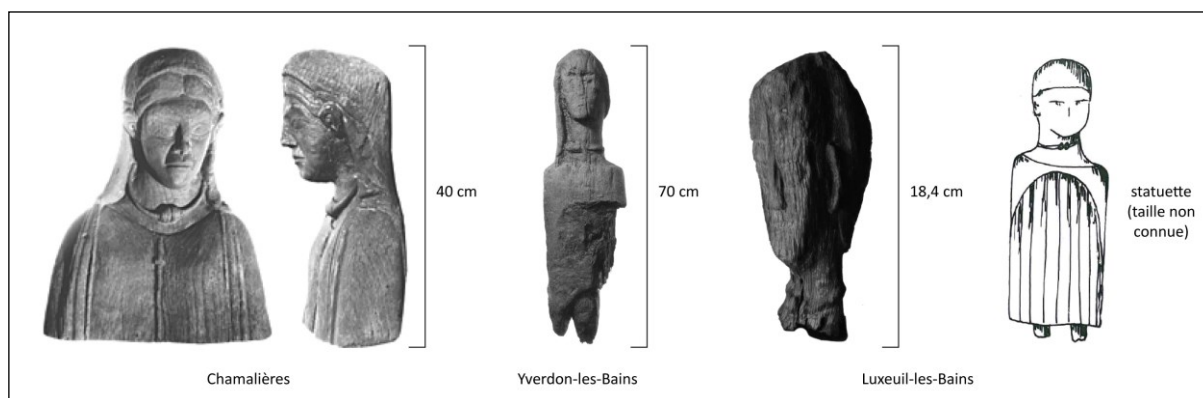 40 cm
70 cm
18,4 cm
statuette
(taille non
connue)
Chamalières
Yverdon-les-Bains
Luxeuil-les-Bains